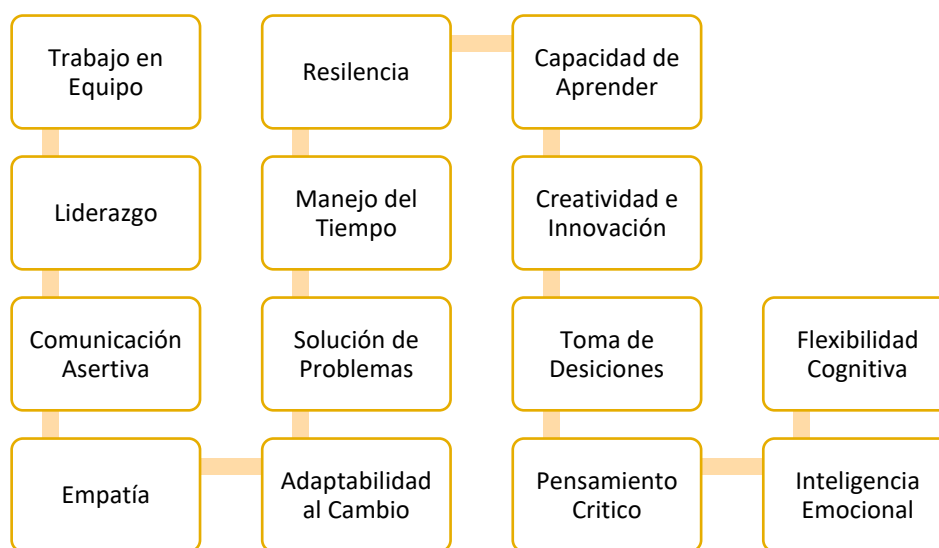 Trabajo en
Equipo
Liderazgo
Comunicación
Asertiva
Empatía
Adaptabilidad
al Cambio
Solución de
Problemas
Manejo del
Tiempo
Resilencia
Capacidad de
Aprender
Creatividad e
Innovación
Toma de
Desiciones
Pensamiento
Critico
Inteligencia
Emocional
Flexibilidad
Cognitiva